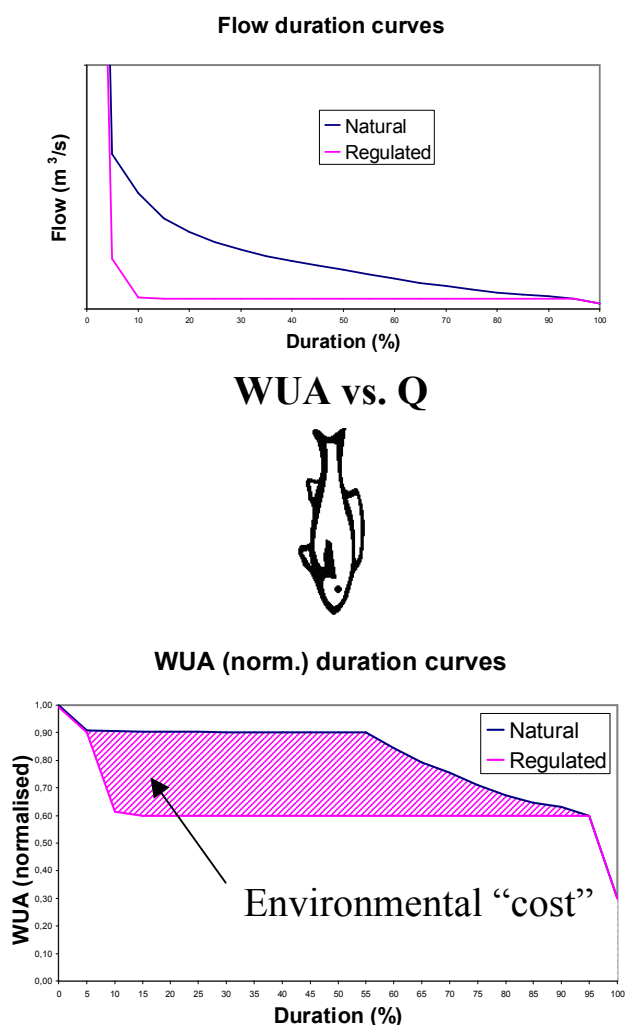 Flow duration curves
Flow (m³/s)
Natural
Regulated
0 10 20 30 40 50 60 70 80 90 100
Duration (%)
WUA vs. Q
WUA (norm.) duration curves
WUA (normalised)
1,00
0,90
0,80
0,70
0,60
0,50
0,40
0,30
0,20
0,10
0,00
Natural
Regulated
Environmental “cost”
0 5 10 15 20 25 30 35 40 45 50 55 60 65 70 75 80 85 90 95 100
Duration (%)